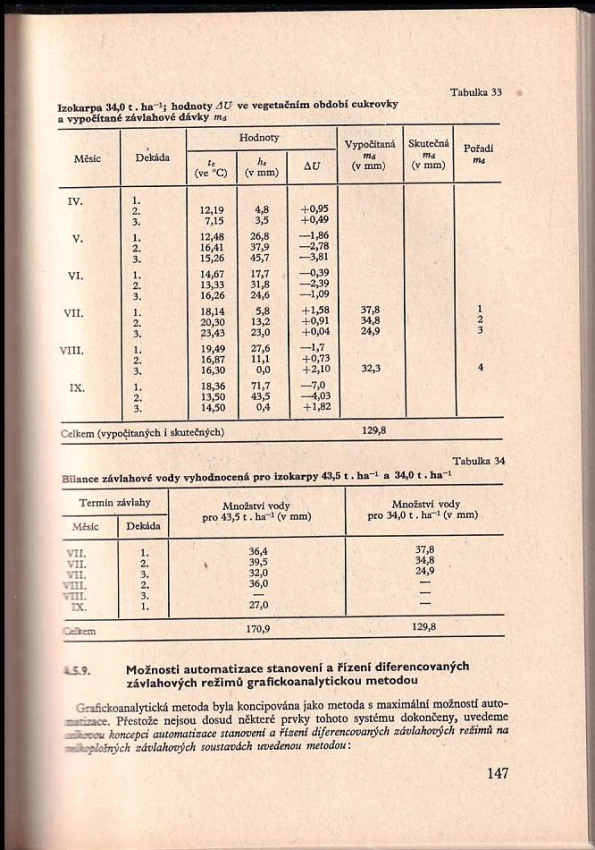 Tabulka 33
Izokarpa 34,0 t . ha⁻¹; hodnoty ΔU ve vegetačním období cukrovky
a vypočítané závlahové dávky md
Měsíc Dekáda Hodnoty Vypočítaná md (v mm) Skutečná md (v mm) Pořadí md
te (ve °C) hs (v mm) ΔU
IV. 1.
2. 12,19 4,8 +0,95
3. 7,15 3,5 +0,49
V. 1. 12,48 26,8 —1,86
2. 16,41 37,9 —2,78
3. 15,26 45,7 —3,81
VI. 1. 14,67 17,7 —0,39
2. 13,33 31,8 —2,39
3. 16,26 24,6 —1,09
VII. 1. 18,14 5,8 +1,58 37,8 1
2. 20,30 13,2 +0,91 34,8 2
3. 23,43 23,0 +0,04 24,9 3
VIII. 1. 19,49 27,6 —1,7
2. 16,87 11,1 +0,73
3. 16,30 0,0 +2,10 32,3 4
IX. 1. 18,36 71,7 —7,0
2. 13,50 43,5 —4,03
3. 14,50 0,4 +1,82
Celkem (vypočítaných i skutečných) 129,8
Tabulka 34
Bilance závlahové vody vyhodnocená pro izokarpy 43,5 t . ha⁻¹ a 34,0 t . ha⁻¹
Termín závlahy Množství vody pro 43,5 t . ha⁻¹ (v mm) Množství vody pro 34,0 t . ha⁻¹ (v mm)
Měsíc Dekáda
VII. 1. 36,4 37,8
VII. 2. 39,5 34,8
VII. 3. 32,0 24,9
VIII. 2. 36,0 —
VIII. 3. — —
IX. 1. 27,0 —
Celkem 170,9 129,8
4.5.9. Možnosti automatizace stanovení a řízení diferencovaných
závlahových režimů grafickoanalytickou metodou
Grafickoanalytická metoda byla koncipována jako metoda s maximální možností auto-
matizace. Přestože nejsou dosud některé prvky tohoto systému dokončeny, uvedeme
celkovou koncepci automatizace stanovení a řízení diferencovaných závlahových režimů na
velkoplošných závlahových soustavách uvedenou metodou:
147